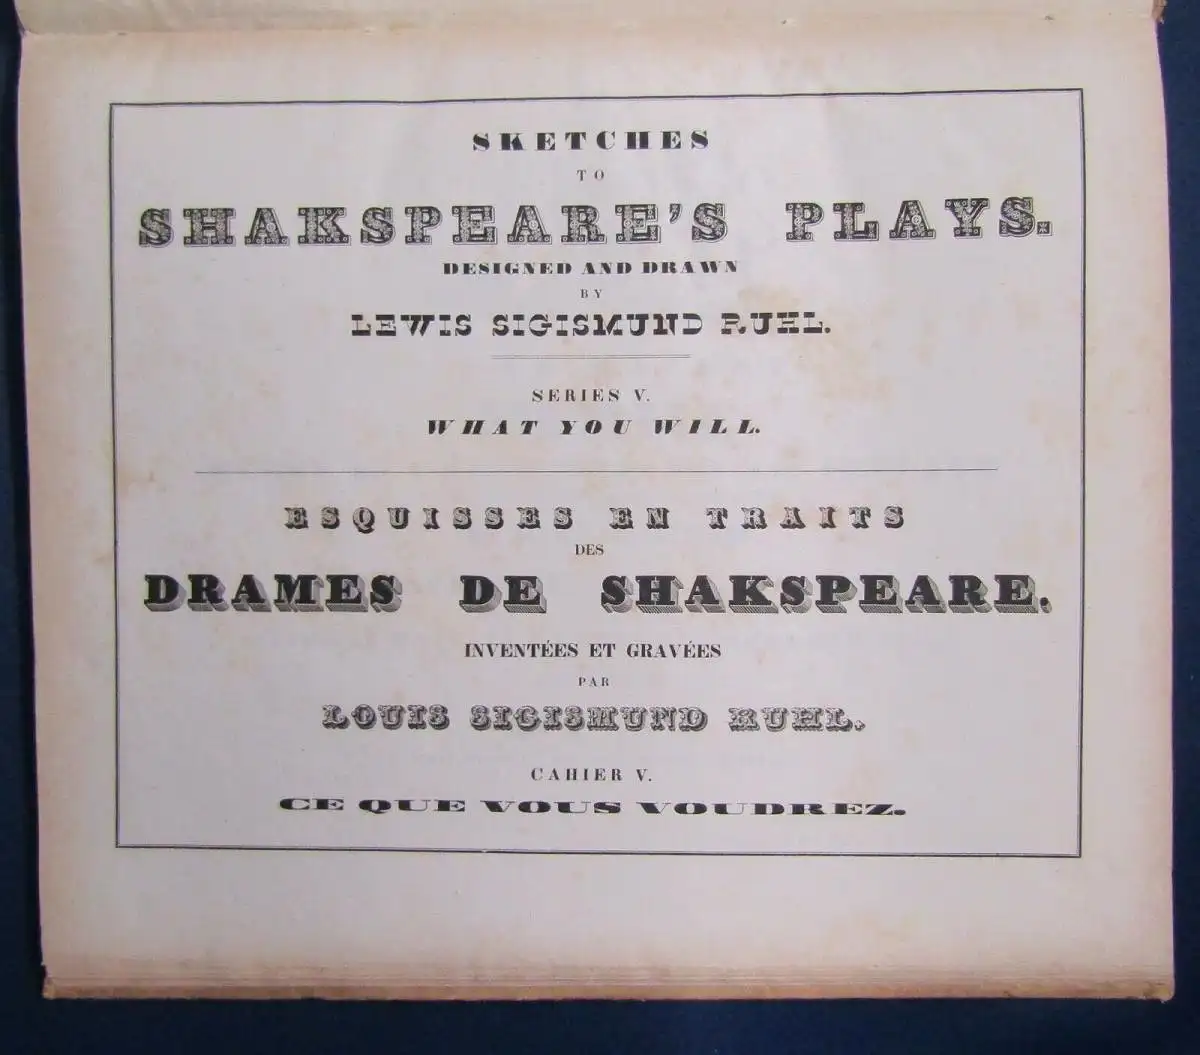 SKETCHES
TO
SHAKSPEARE'S PLAYS.
DESIGNED AND DRAWN
BY
LEWIS SIGISMUND RUHL.
SERIES V.
WHAT YOU WILL.
ESQUISSES EN TRAITS
DES
DRAMES DE SHAKSPEARE.
INVENTÉES ET GRAVÉES
PAR
LOUIS SIGISMUND RUHL.
CAHIER V.
CE QUE VOUS VOUDREZ.